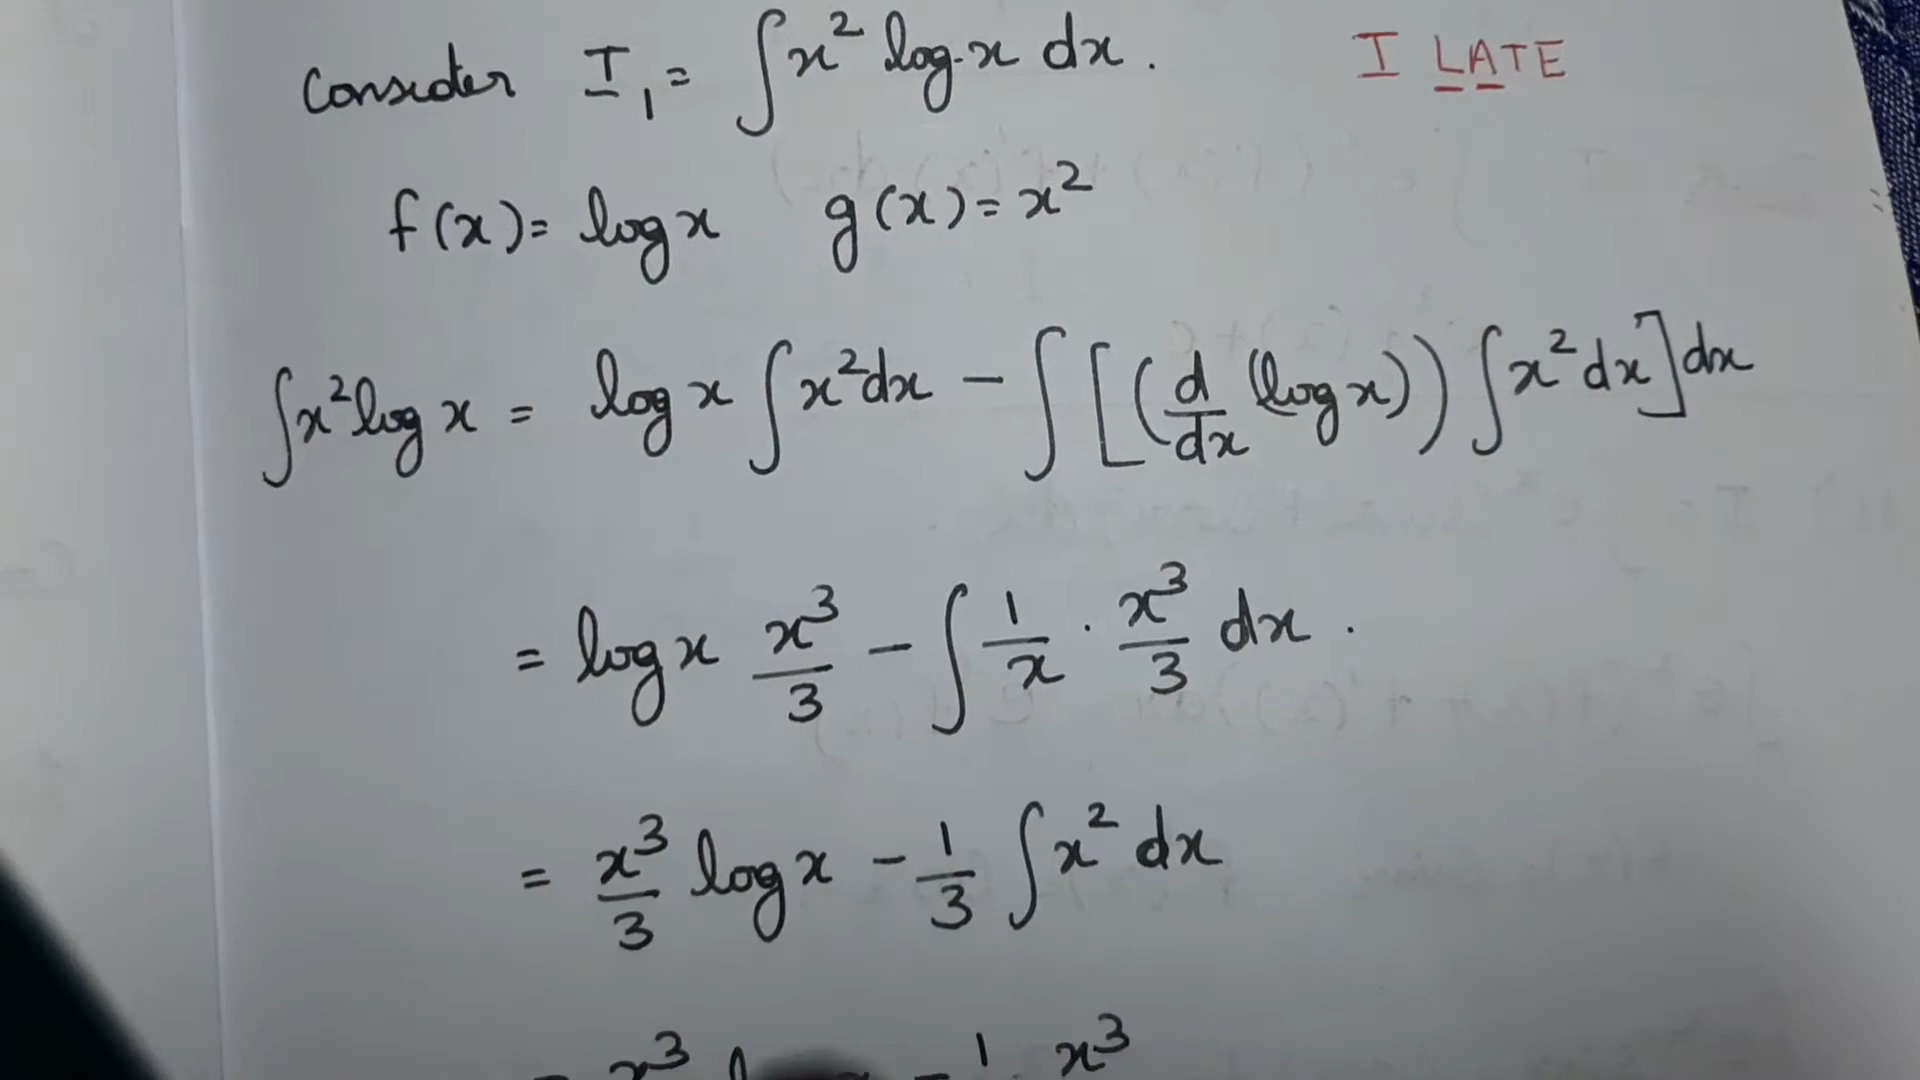 Consider I₁ = ∫x² log x dx. I LATE
f(x) = log x g(x) = x²
∫x² log x = log x ∫x² dx - ∫[(d/dx (log x)) ∫x² dx] dx
= log x x³/3 - ∫ 1/x · x³/3 dx.
= x³/3 log x - 1/3 ∫x² dx